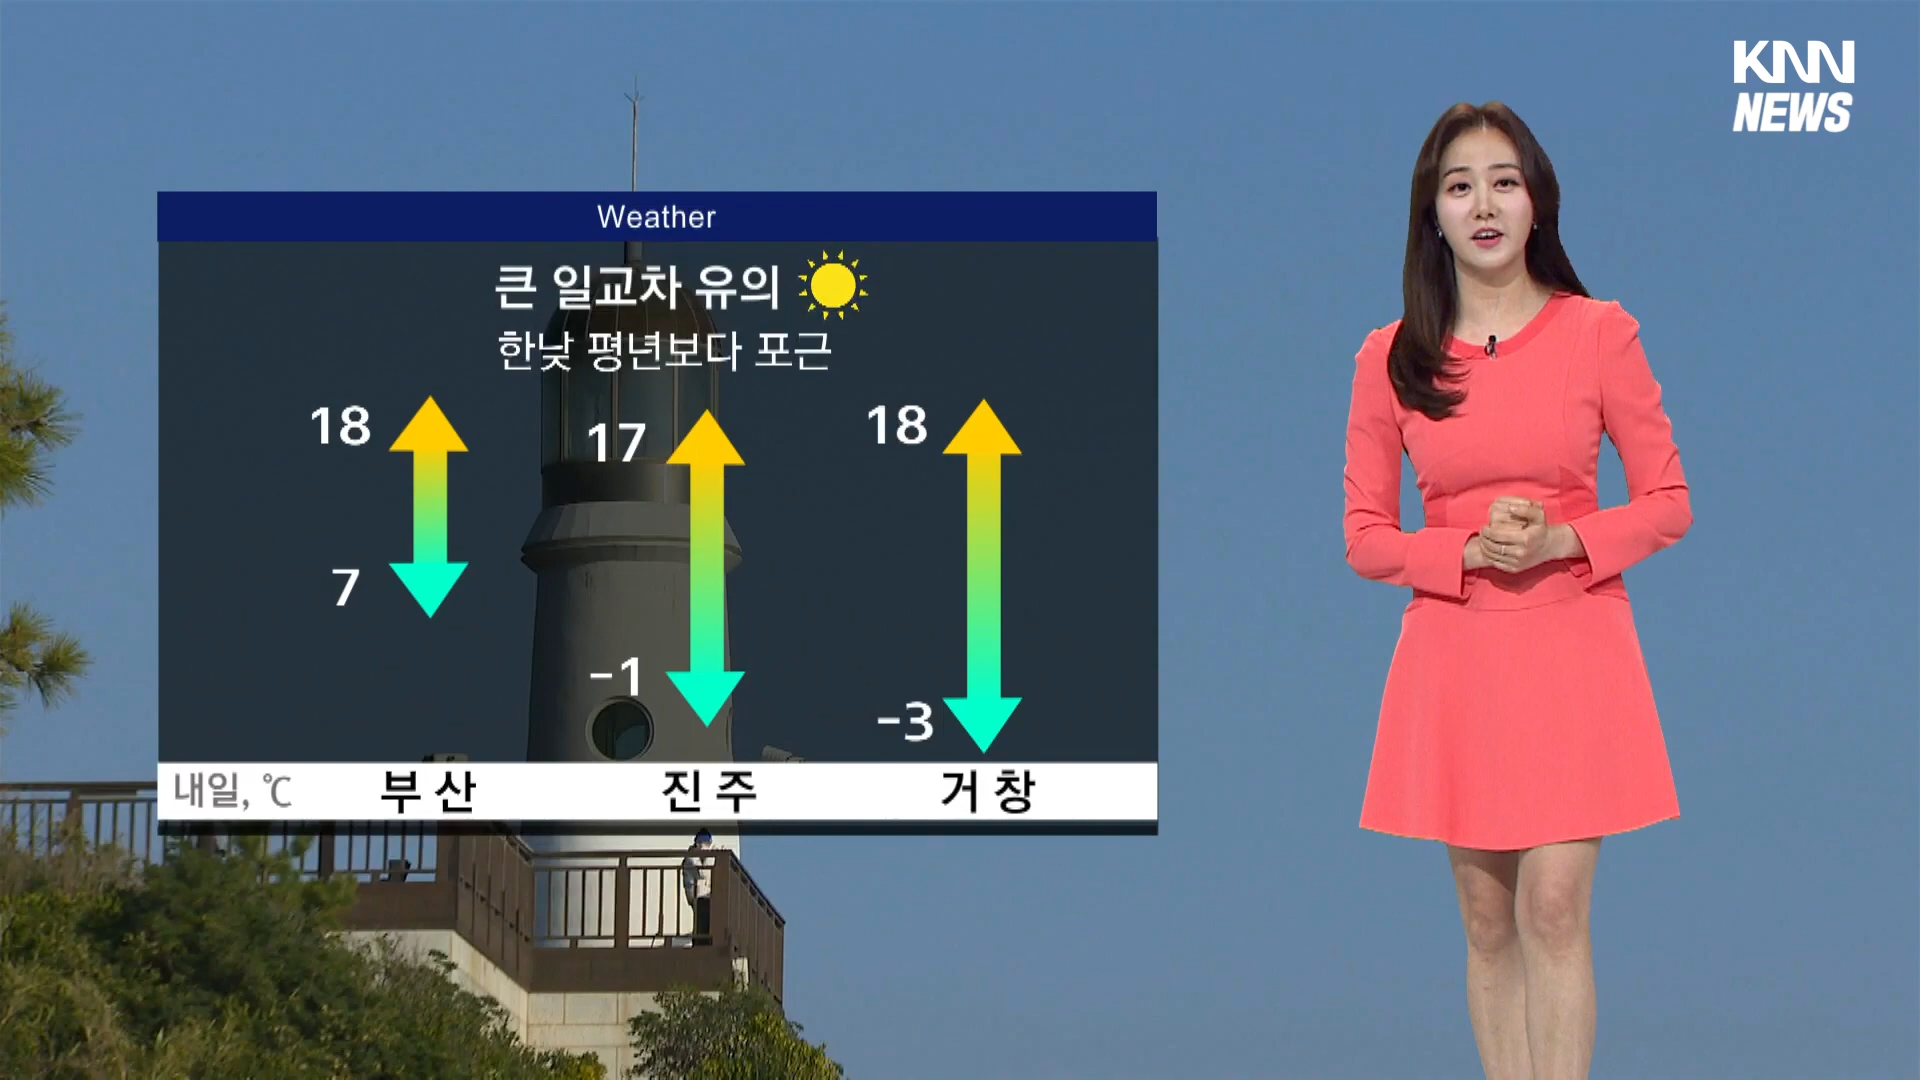 KNN
NEWS
Weather
큰 일교차 유의
한낮 평년보다 포근
18 17 18
7 -1 -3
내일, ℃ 부산 진주 거창